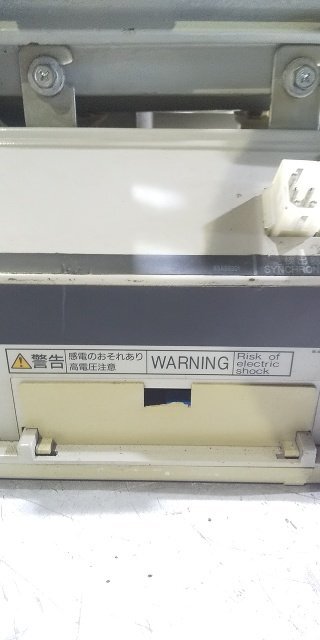 SYNCHRON
警告
感電のおそれあり
高電圧注意
WARNING
Risk of
electric
shock